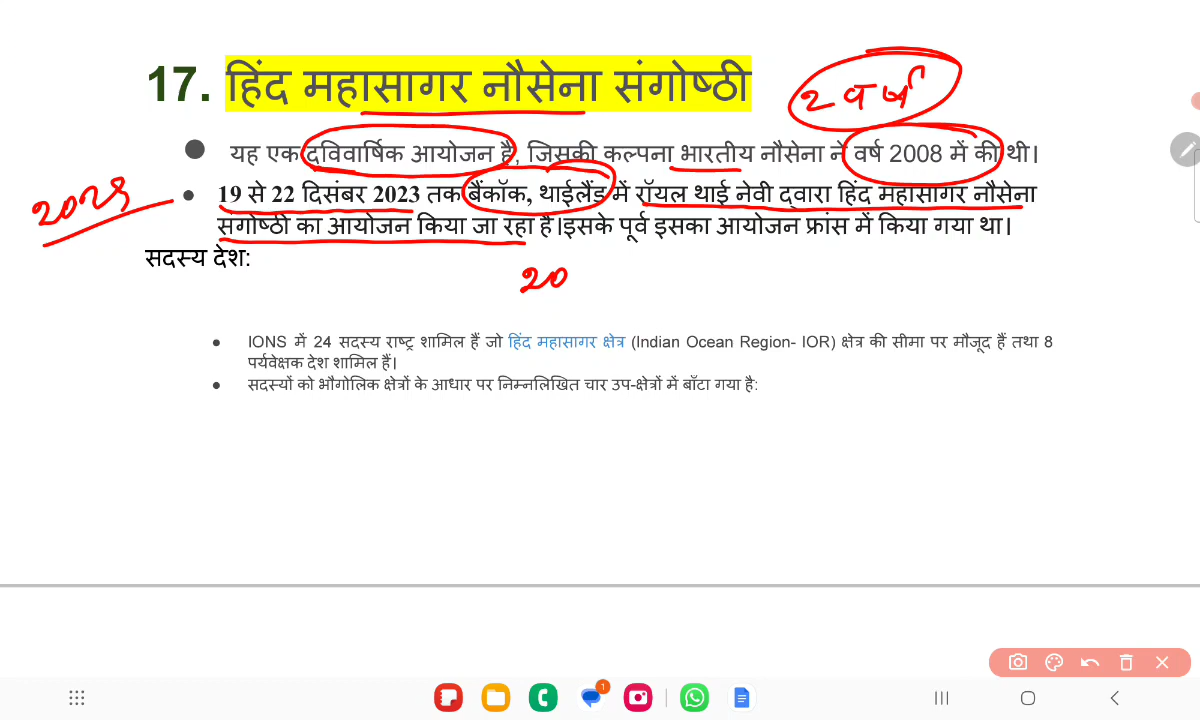 17. हिंद महासागर नौसेना संगोष्ठी
2 वर्ष
यह एक दविवार्षिक आयोजन है, जिसकी कल्पना भारतीय नौसेना ने वर्ष 2008 में की थी।
19 से 22 दिसंबर 2023 तक बैंकॉक, थाईलैंड में रॉयल थाई नेवी द्वारा हिंद महासागर नौसेना
संगोष्ठी का आयोजन किया जा रहा है।इसके पूर्व इसका आयोजन फ्रांस में किया गया था।
सदस्य देश:
20
IONS में 24 सदस्य राष्ट्र शामिल हैं जो हिंद महासागर क्षेत्र (Indian Ocean Region- IOR) क्षेत्र की सीमा पर मौजूद हैं तथा 8
पर्यवेक्षक देश शामिल हैं।
सदस्यों को भौगोलिक क्षेत्रों के आधार पर निम्नलिखित चार उप-क्षेत्रों में बाँटा गया है:
1